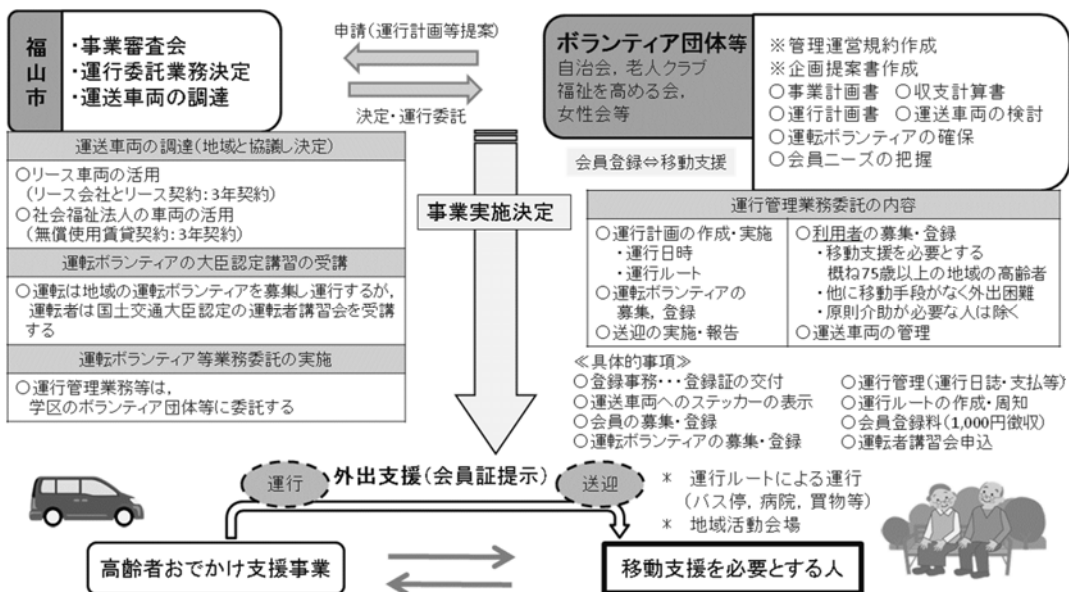 福山市
・事業審査会
・運行委託業務決定
・運送車両の調達
申請(運行計画等提案)
決定・運行委託
ボランティア団体等
自治会，老人クラブ
福祉を高める会，
女性会等
※管理運営規約作成
※企画提案書作成
○事業計画書 ○収支計算書
○運行計画書 ○運送車両の検討
○運転ボランティアの確保
○会員ニーズの把握
運送車両の調達(地域と協議し決定)
○リース車両の活用
(リース会社とリース契約：3年契約)
○社会福祉法人の車両の活用
(無償使用賃貸契約：3年契約)
運転ボランティアの大臣認定講習の受講
○運転は地域の運転ボランティアを募集し運行するが，
運転者は国土交通大臣認定の運転者講習会を受講
する
運転ボランティア等業務委託の実施
○運行管理業務等は，
学区のボランティア団体等に委託する
事業実施決定
会員登録⇔移動支援
運行管理業務委託の内容
○運行計画の作成・実施
・運行日時
・運行ルート
○運転ボランティアの
募集，登録
○送迎の実施・報告
○利用者の募集・登録
・移動支援を必要とする
概ね75歳以上の地域の高齢者
・他に移動手段がなく外出困難
・原則介助が必要な人は除く
○運送車両の管理
≪具体的事項≫
○登録事務・・・登録証の交付
○運送車両へのステッカーの表示
○会員の募集・登録
○運転ボランティアの募集・登録
○運行管理(運行日誌・支払等)
○運行ルートの作成・周知
○会員登録料(1,000円徴収)
○運転者講習会申込
運行
外出支援(会員証提示)
送迎
＊ 運行ルートによる運行
(バス停，病院，買物等)
＊ 地域活動会場
高齢者おでかけ支援事業
移動支援を必要とする人